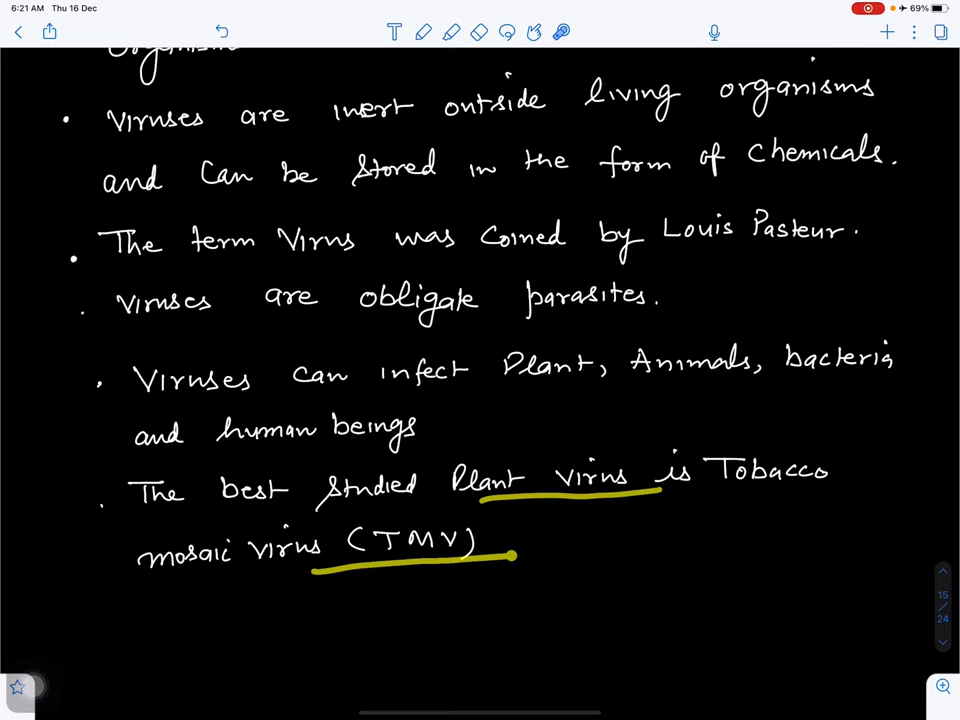 6:21 AM Thu 16 Dec
69%
Organism
• Viruses are inert outside living organisms
and Can be Stored in the form of Chemicals.
• The term Virus was Coined by Louis Pasteur.
• Viruses are obligate parasites.
• Viruses can infect Plant, Animals, bacteria
and human beings
• The best Studied Plant virus is Tobacco
mosaic virus (TMV)
15
/
24